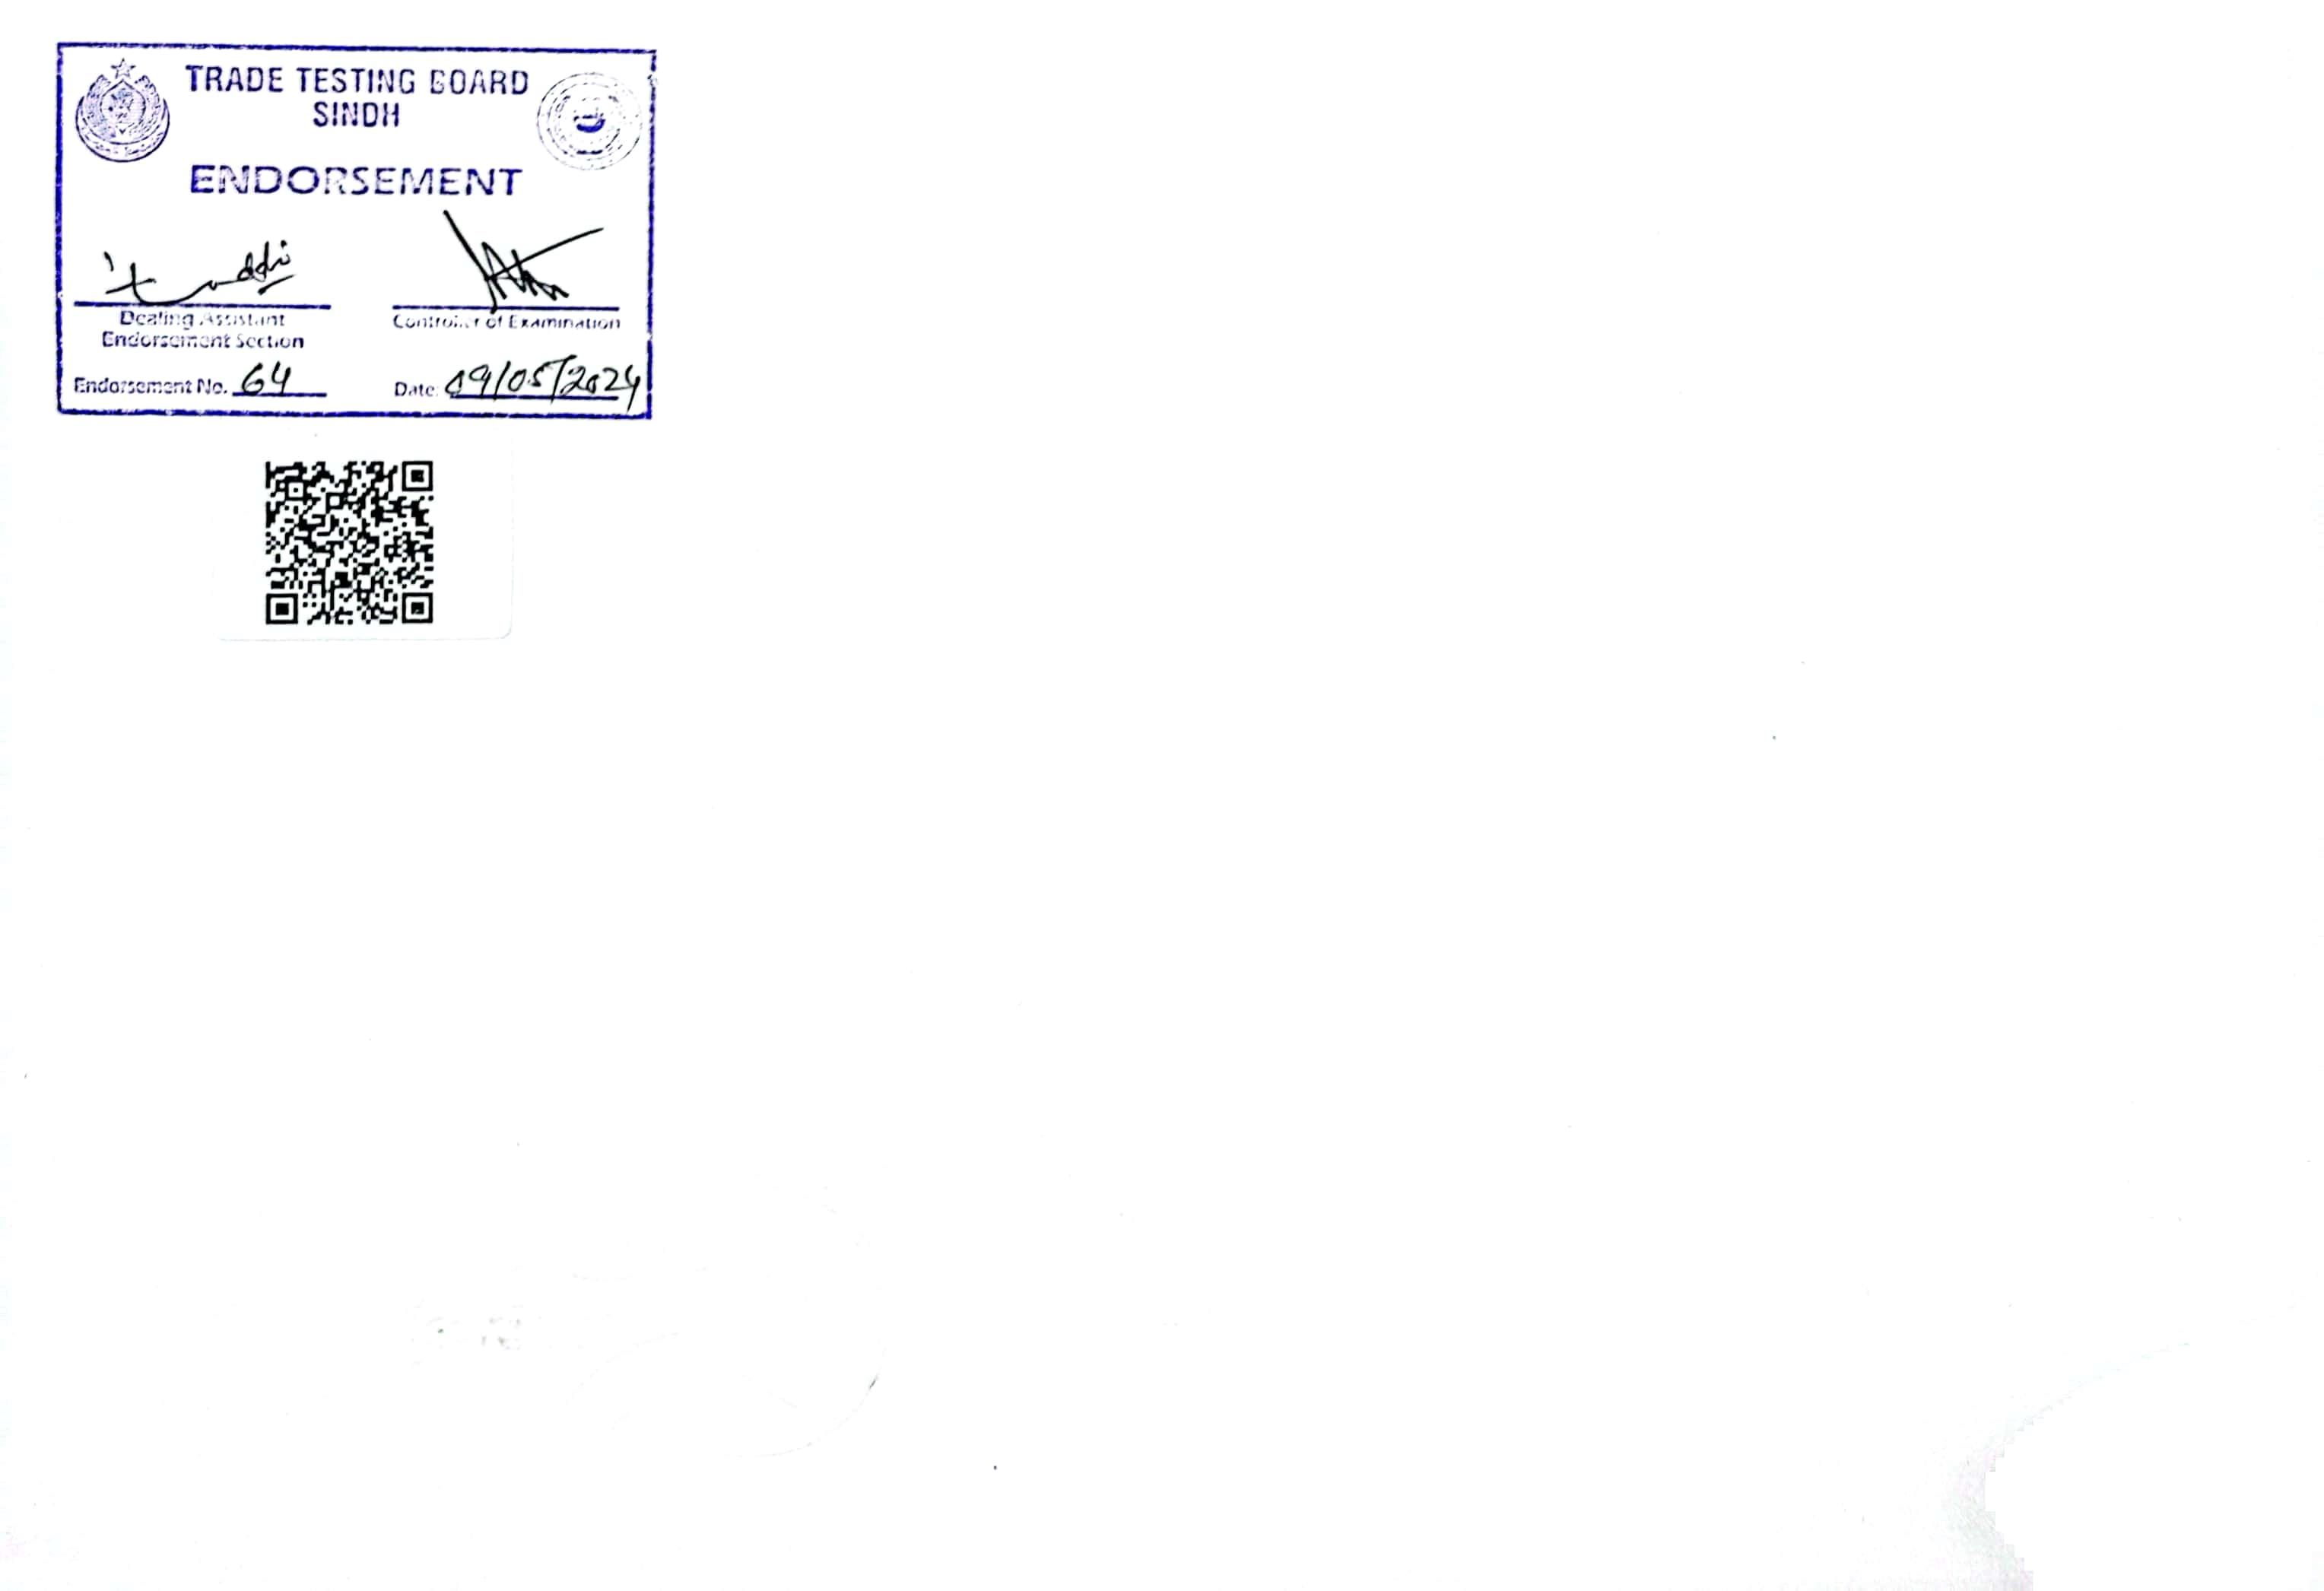 TRADE TESTING BOARD
SINDH
ENDORSEMENT
Dealing Assistant
Endorsement Section
Controller of Examination
Endorsement No. 64
Date: 09/05/2024